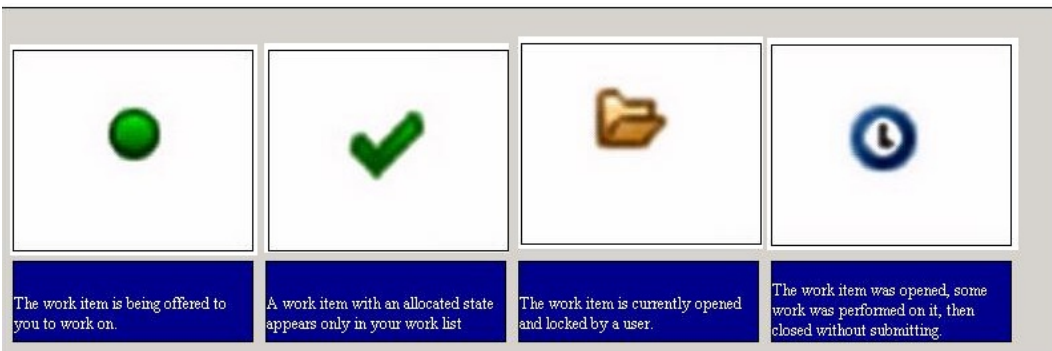 The work item is being offered to
you to work on.
A work item with an allocated state
appears only in your work list
The work item is currently opened
and locked by a user.
The work item was opened, some
work was performed on it, then
closed without submitting.